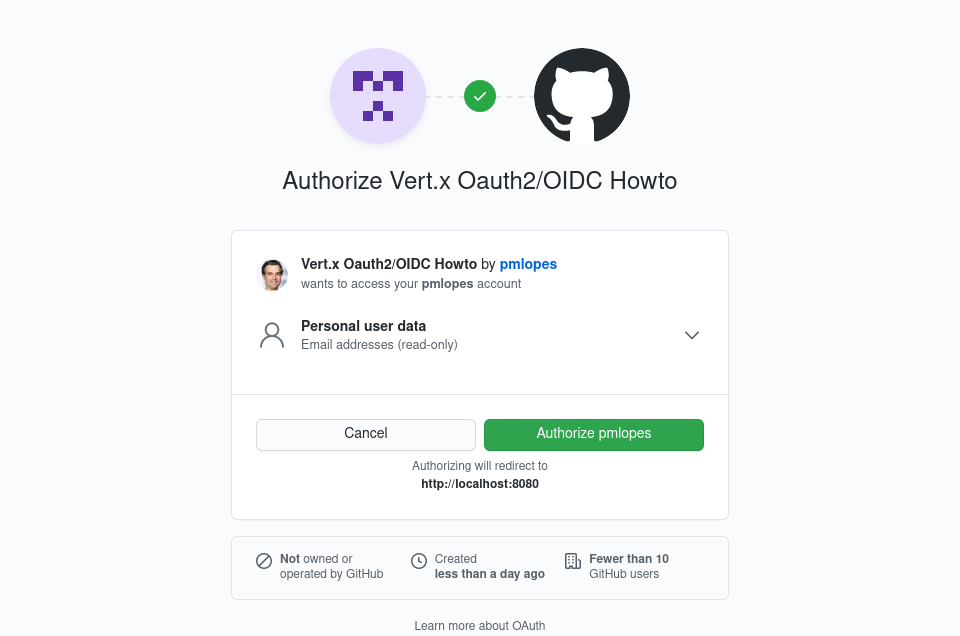 Authorize Vert.x Oauth2/OIDC Howto
Vert.x Oauth2/OIDC Howto by pmlopes
wants to access your pmlopes account
Personal user data
Email addresses (read-only)
Cancel
Authorize pmlopes
Authorizing will redirect to
http://localhost:8080
Not owned or
operated by GitHub
Created
less than a day ago
Fewer than 10
GitHub users
Learn more about OAuth